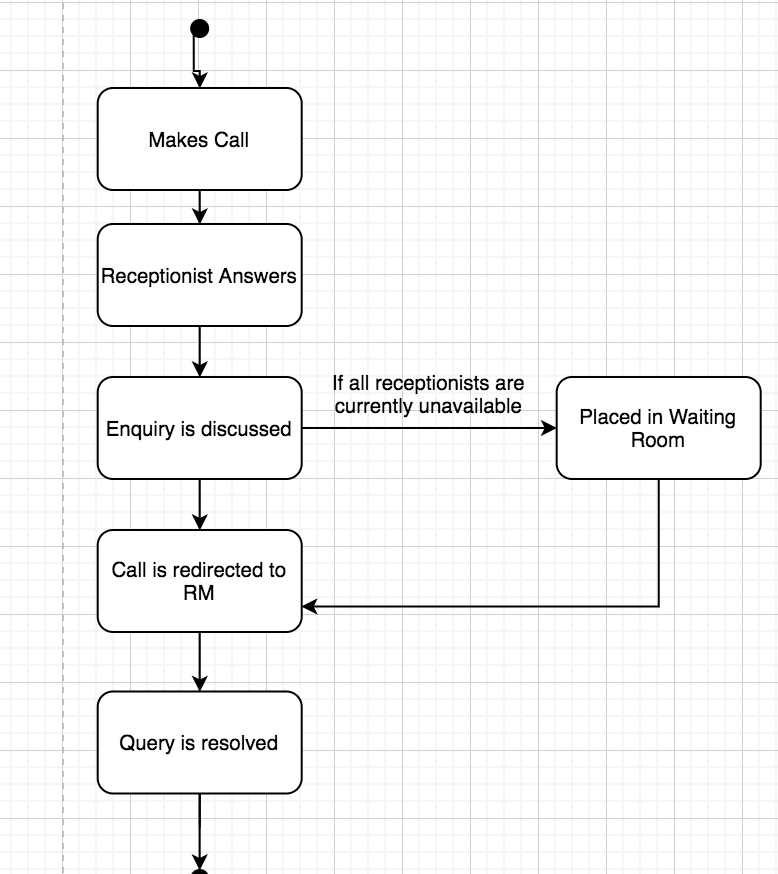 Makes Call
Receptionist Answers
If all receptionists are
currently unavailable
Enquiry is discussed
Placed in Waiting
Room
Call is redirected to
RM
Query is resolved